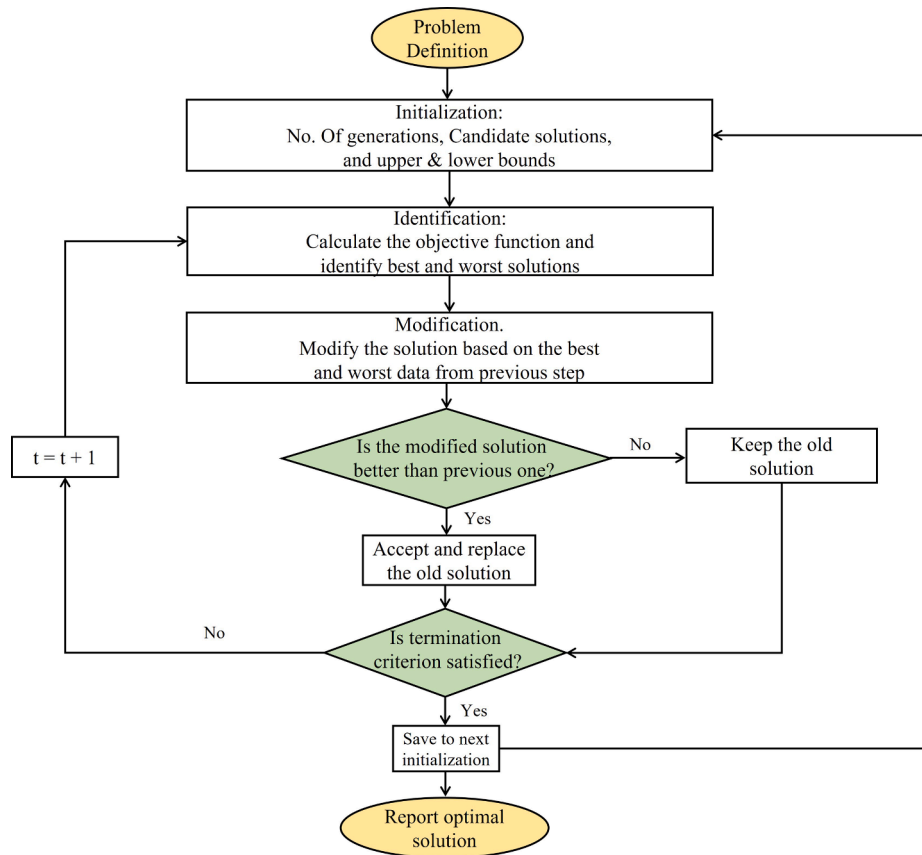 Problem
Definition
Initialization:
No. Of generations, Candidate solutions,
and upper & lower bounds
Identification:
Calculate the objective function and
identify best and worst solutions
Modification.
Modify the solution based on the best
and worst data from previous step
Is the modified solution
better than previous one?
No
Keep the old
solution
t = t + 1
Yes
Accept and replace
the old solution
No
Is termination
criterion satisfied?
Yes
Save to next
initialization
Report optimal
solution